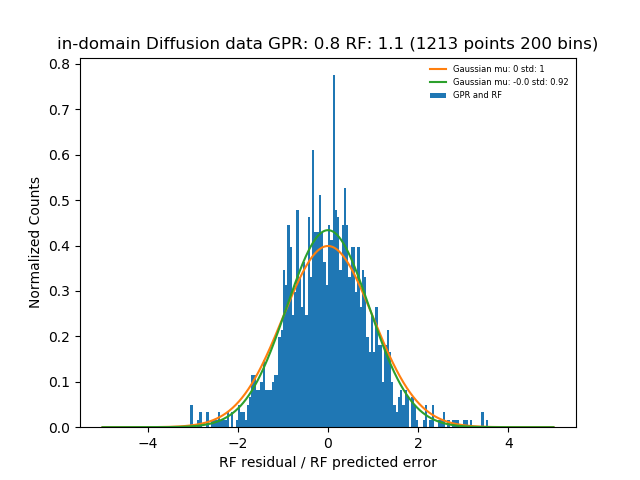 in-domain Diffusion data GPR: 0.8 RF: 1.1 (1213 points 200 bins)
Gaussian mu: 0 std: 1
Gaussian mu: -0.0 std: 0.92
GPR and RF
0.8
0.7
0.6
0.5
0.4
0.3
0.2
0.1
0.0
Normalized Counts
−4
−2
0
2
4
RF residual / RF predicted error